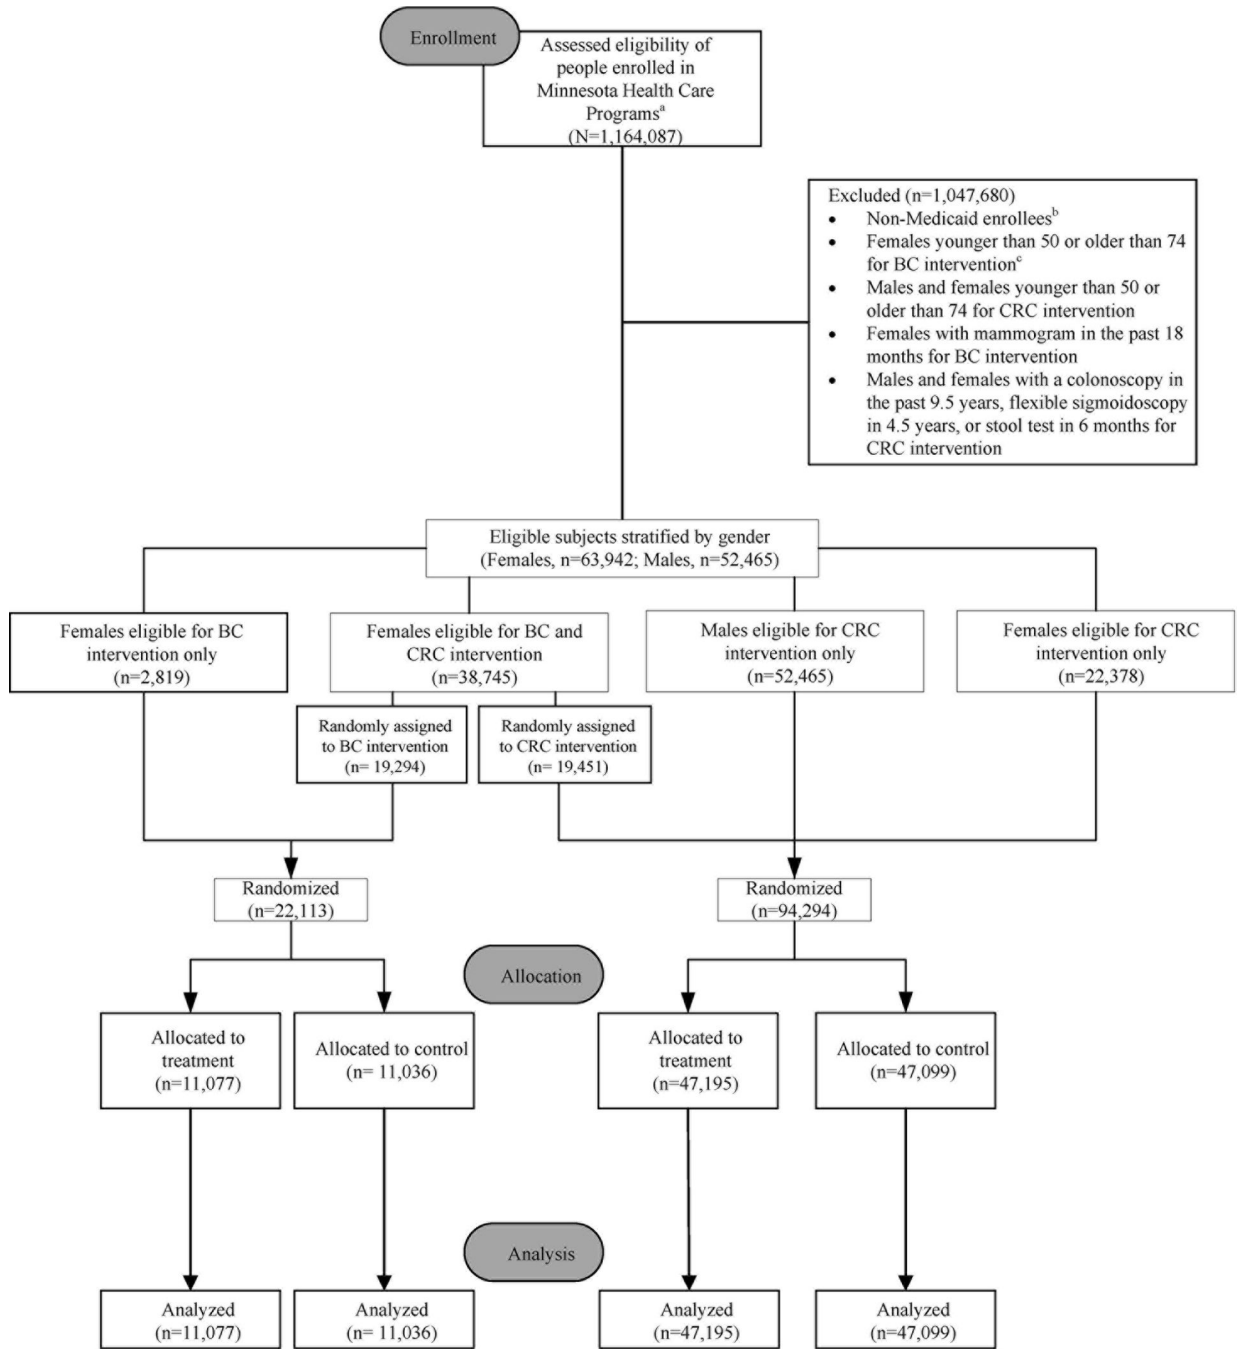 Enrollment
Assessed eligibility of
people enrolled in
Minnesota Health Care
Programsᵃ
(N=1,164,087)
Excluded (n=1,047,680)
• Non-Medicaid enrolleesᵇ
• Females younger than 50 or older than 74
for BC interventionᶜ
• Males and females younger than 50 or
older than 74 for CRC intervention
• Females with mammogram in the past 18
months for BC intervention
• Males and females with a colonoscopy in
the past 9.5 years, flexible sigmoidoscopy
in 4.5 years, or stool test in 6 months for
CRC intervention
Eligible subjects stratified by gender
(Females, n=63,942; Males, n=52,465)
Females eligible for BC
intervention only
(n=2,819)
Females eligible for BC and
CRC intervention
(n=38,745)
Males eligible for CRC
intervention only
(n=52,465)
Females eligible for CRC
intervention only
(n=22,378)
Randomly assigned
to BC intervention
(n= 19,294)
Randomly assigned
to CRC intervention
(n= 19,451)
Randomized
(n=22,113)
Randomized
(n=94,294)
Allocation
Allocated to
treatment
(n=11,077)
Allocated to control
(n= 11,036)
Allocated to
treatment
(n=47,195)
Allocated to control
(n=47,099)
Analysis
Analyzed
(n=11,077)
Analyzed
(n= 11,036)
Analyzed
(n=47,195)
Analyzed
(n=47,099)